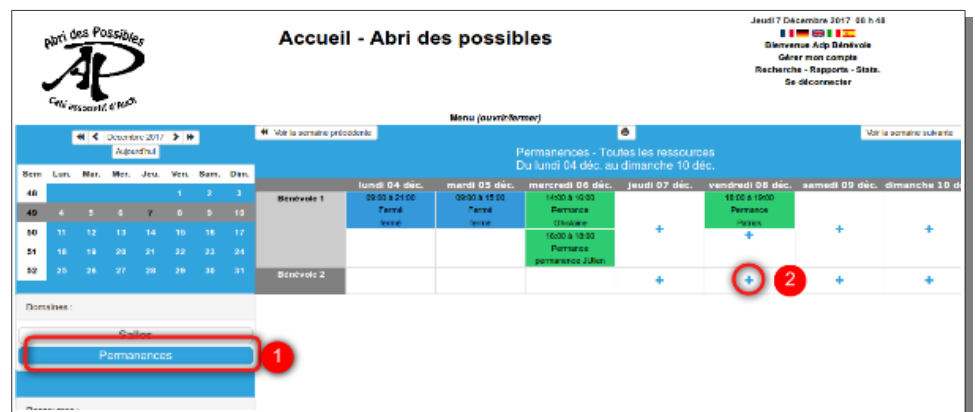 Jeudi 7 Décembre 2017 08 h 48
Abri des Possibles
AP
Café associatif d'Auch
Accueil - Abri des possibles
Bienvenue Adp Bénévole
Gérer mon compte
Recherche - Rapports - Stats.
Se déconnecter
Menu (ouvrir/fermer)
Décembre 2017
Aujourd'hui
Voir la semaine précédente
Voir la semaine suivante
Permanences - Toutes les ressources
Du lundi 04 déc. au dimanche 10 déc.
Sem Lun. Mar. Mer. Jeu. Ven. Sam. Dim.
48 1 2 3
49 4 5 6 7 8 9 10
50 11 12 13 14 15 16 17
51 18 19 20 21 22 23 24
52 25 26 27 28 29 30 31
lundi 04 déc. mardi 05 déc. mercredi 06 déc. jeudi 07 déc. vendredi 08 déc. samedi 09 déc. dimanche 10 dé
Bénévole 1
09:00 à 21:00
Fermé
fermé
09:00 à 15:00
Fermé
fermé
14:00 à 16:00
Permance
Ghislaine
16:00 à 18:00
Permance
permanence JUlien
18:00 à 19:00
Permance
Patrick
+ + + +
Bénévole 2
+ + + +
2
Domaines :
Salles
Permanences
1
Ressources :